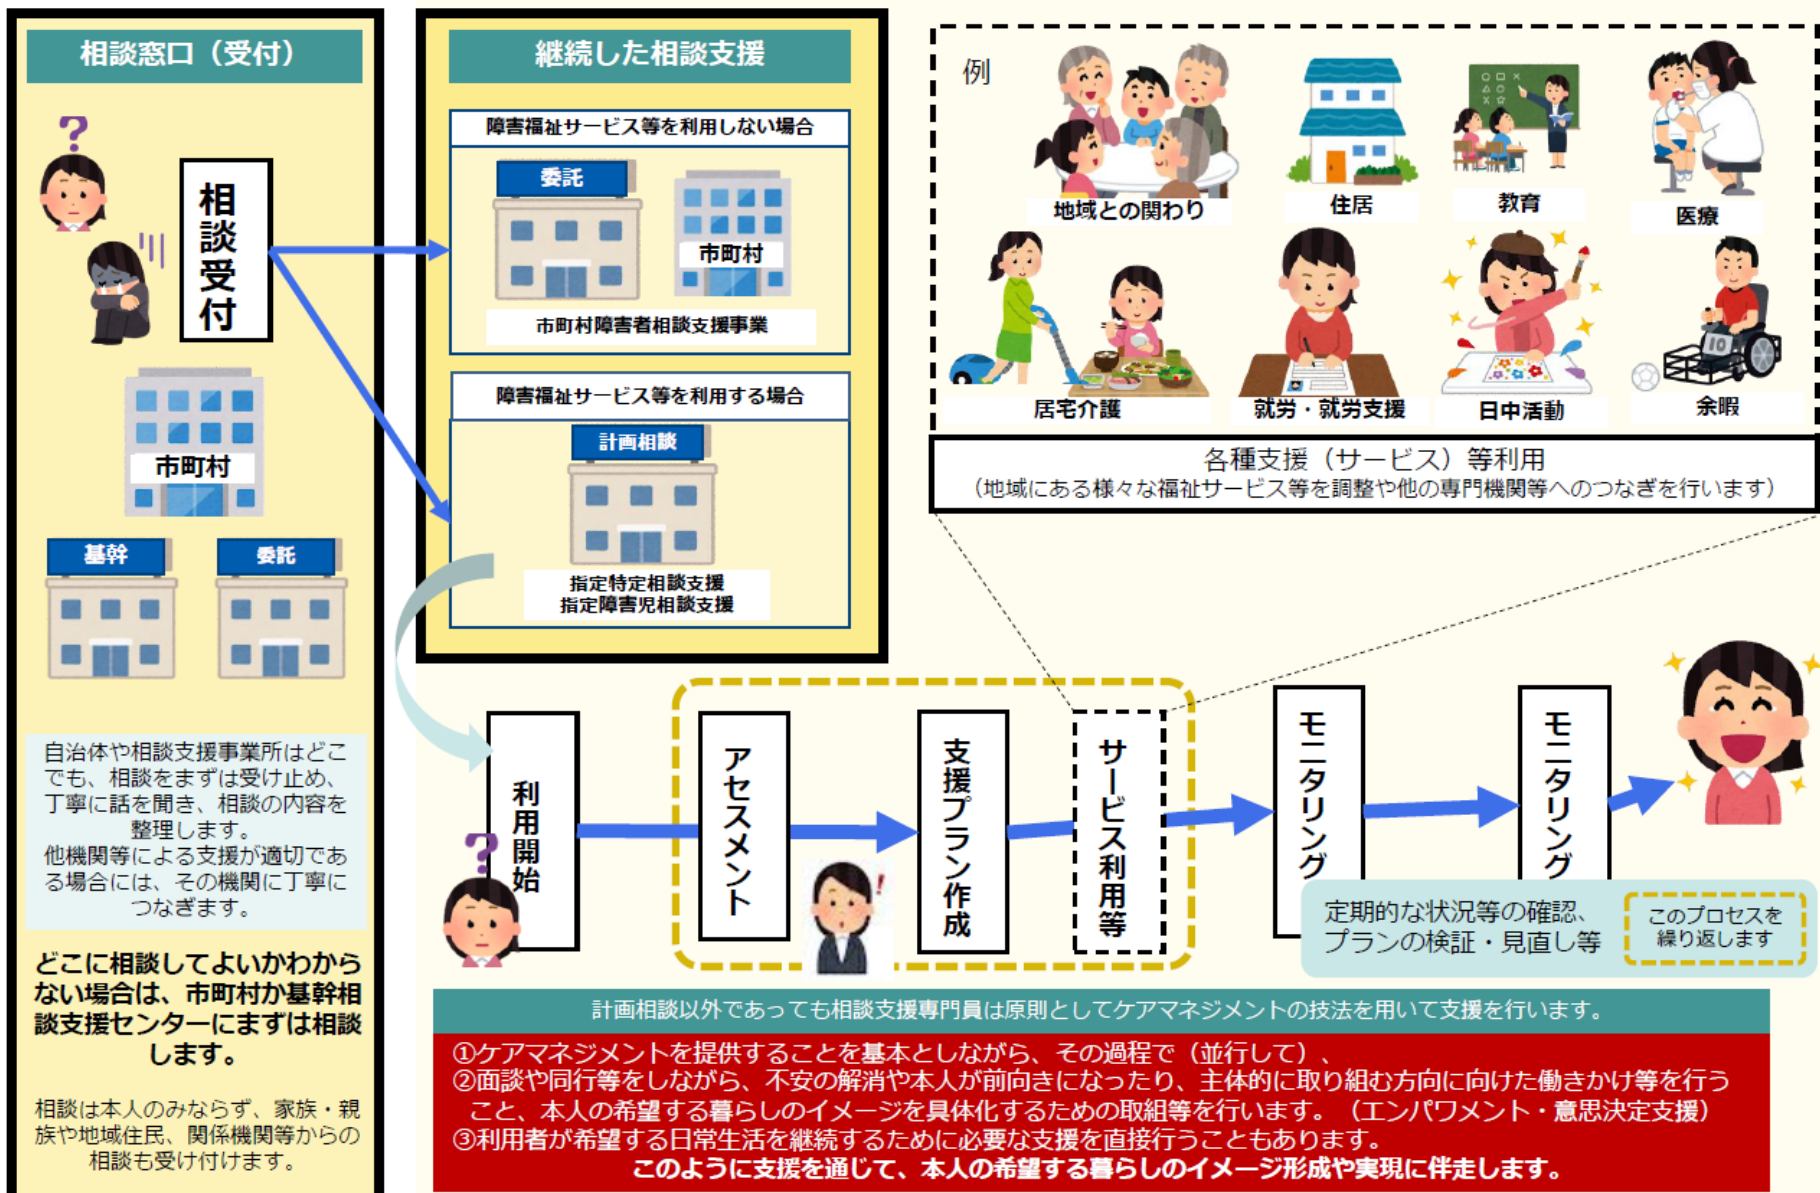 相談窓口（受付）
?
相談受付
市町村
基幹
委託
自治体や相談支援事業所はどこ
でも、相談をまずは受け止め、
丁寧に話を聞き、相談の内容を
整理します。
他機関等による支援が適切であ
る場合には、その機関に丁寧に
つなぎます。
どこに相談してよいかわから
ない場合は、市町村か基幹相
談支援センターにまずは相談
します。
相談は本人のみならず、家族・親
族や地域住民、関係機関等からの
相談も受け付けます。
継続した相談支援
障害福祉サービス等を利用しない場合
委託
市町村
市町村障害者相談支援事業
障害福祉サービス等を利用する場合
計画相談
指定特定相談支援
指定障害児相談支援
例
地域との関わり
住居
教育
医療
10
居宅介護
就労・就労支援
日中活動
余暇
各種支援（サービス）等利用
（地域にある様々な福祉サービス等を調整や他の専門機関等へのつなぎを行います）
利用開始
?
アセスメント
!
支援プラン作成
サービス利用等
モニタリング
モニタリング
定期的な状況等の確認、
プランの検証・見直し等
このプロセスを
繰り返します
計画相談以外であっても相談支援専門員は原則としてケアマネジメントの技法を用いて支援を行います。
①ケアマネジメントを提供することを基本としながら、その過程で（並行して）、
②面談や同行等をしながら、不安の解消や本人が前向きになったり、主体的に取り組む方向に向けた働きかけ等を行う
こと、本人の希望する暮らしのイメージを具体化するための取組等を行います。（エンパワメント・意思決定支援）
③利用者が希望する日常生活を継続するために必要な支援を直接行うこともあります。
このように支援を通じて、本人の希望する暮らしのイメージ形成や実現に伴走します。